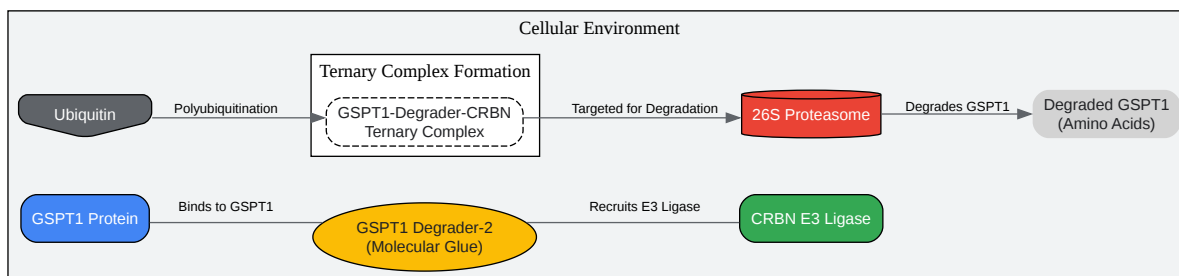 Cellular Environment
Ternary Complex Formation
Ubiquitin
Polyubiquitination
GSPT1-Degrader-CRBN
Ternary Complex
Targeted for Degradation
26S Proteasome
Degrades GSPT1
Degraded GSPT1
(Amino Acids)
GSPT1 Protein
Binds to GSPT1
GSPT1 Degrader-2
(Molecular Glue)
Recruits E3 Ligase
CRBN E3 Ligase